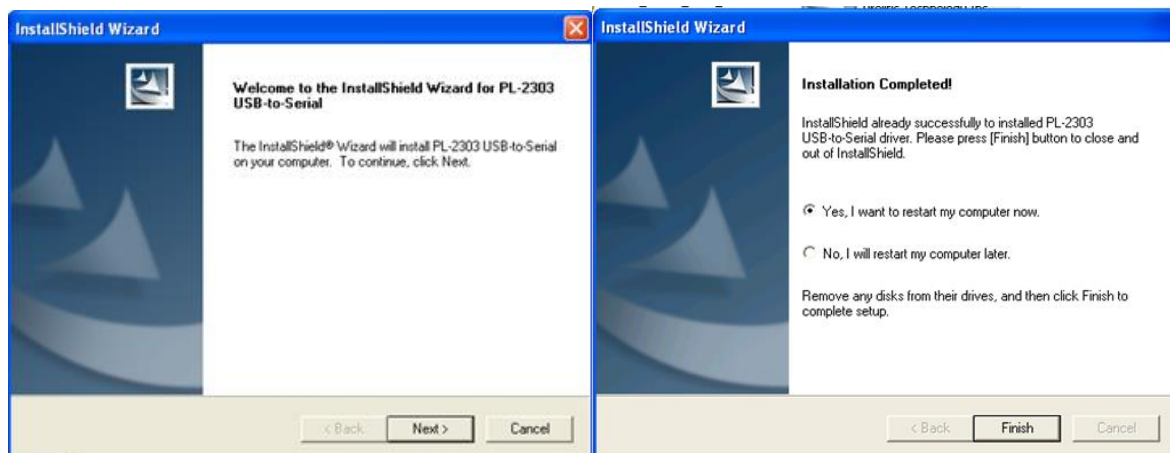 InstallShield Wizard
Welcome to the InstallShield Wizard for PL-2303
USB-to-Serial
The InstallShield® Wizard will install PL-2303 USB-to-Serial
on your computer. To continue, click Next.
< Back
Next >
Cancel
InstallShield Wizard
Installation Completed!
InstallShield already successfully to installed PL-2303
USB-to-Serial driver. Please press [Finish] button to close and
out of InstallShield.
Yes, I want to restart my computer now.
No, I will restart my computer later.
Remove any disks from their drives, and then click Finish to
complete setup.
< Back
Finish
Cancel